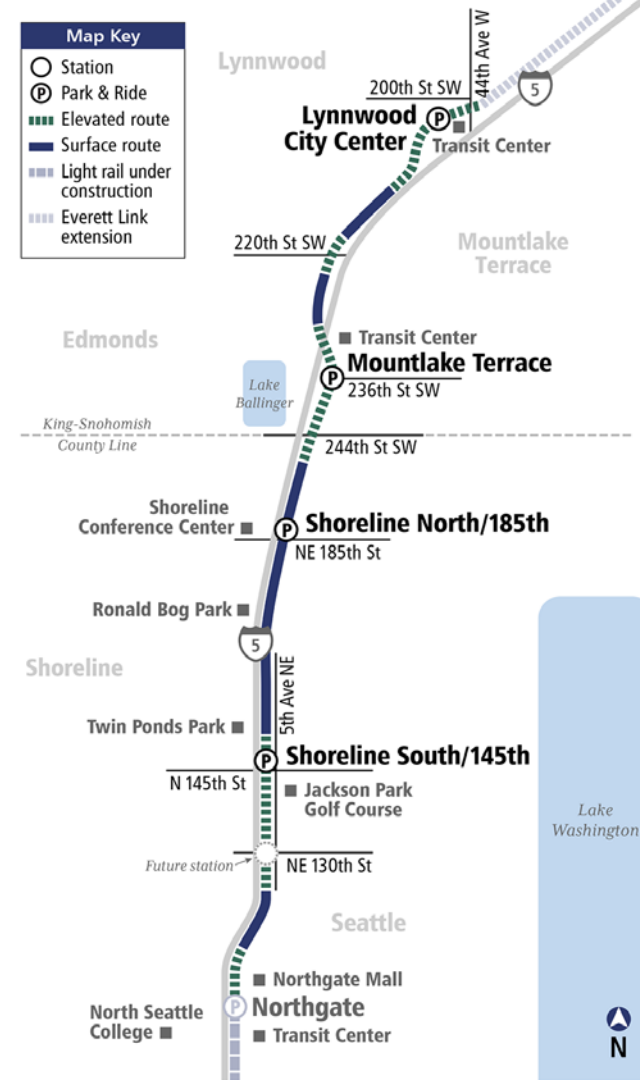 Map Key
Station
P
Park & Ride
Elevated route
Surface route
Light rail under
construction
Everett Link
extension
Lynnwood
44th Ave W
200th St SW
5
Lynnwood
City Center
P
Transit Center
220th St SW
Mountlake
Terrace
Edmonds
Transit Center
Mountlake Terrace
P
236th St SW
Lake
Ballinger
King-Snohomish
County Line
244th St SW
Shoreline
Conference Center
P
Shoreline North/185th
NE 185th St
Ronald Bog Park
5
Shoreline
5th Ave NE
Twin Ponds Park
P
Shoreline South/145th
N 145th St
Jackson Park
Golf Course
Lake
Washington
Future station
NE 130th St
Seattle
Northgate Mall
P
Northgate
North Seattle
College
Transit Center
N